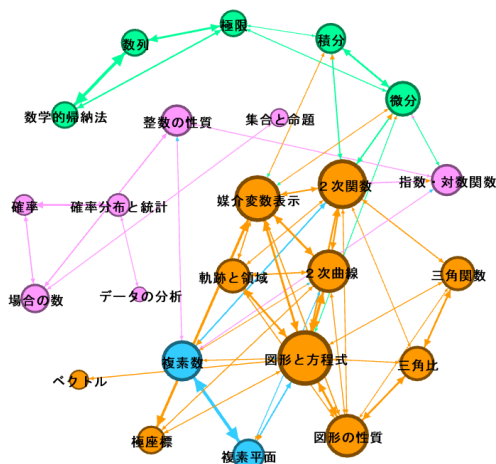 極限
数列
積分
微分
数学的帰納法
整数の性質
集合と命題
指数・対数関数
媒介変数表示
2次関数
確率
確率分布と統計
軌跡と領域
2次曲線
三角関数
場合の数
データの分析
複素数
図形と方程式
三角比
ベクトル
極座標
複素平面
図形の性質